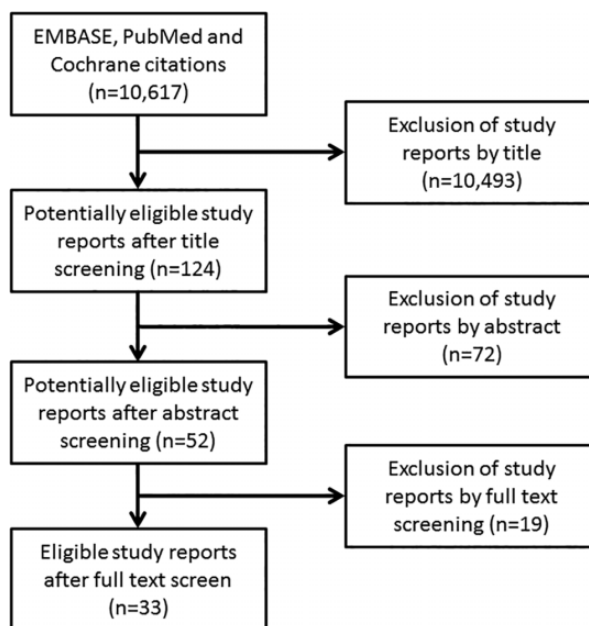 EMBASE, PubMed and
Cochrane citations
(n=10,617)
Exclusion of study
reports by title
(n=10,493)
Potentially eligible study
reports after title
screening (n=124)
Exclusion of study
reports by abstract
(n=72)
Potentially eligible study
reports after abstract
screening (n=52)
Exclusion of study
reports by full text
screening (n=19)
Eligible study reports
after full text screen
(n=33)